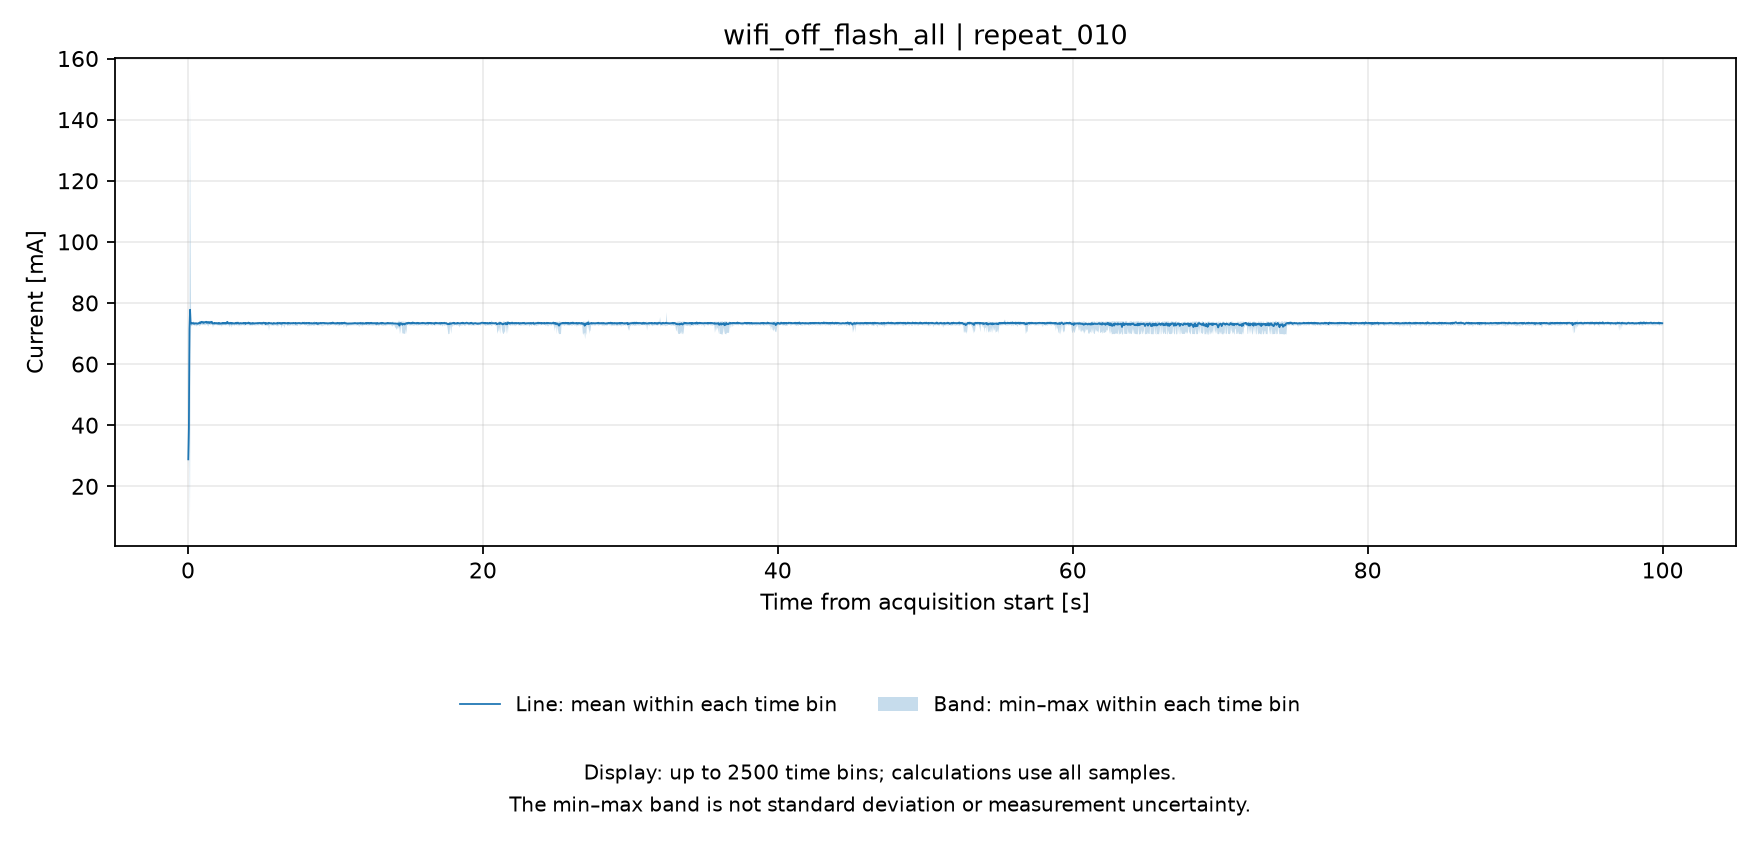 wifi_off_flash_all | repeat_010
160
140
120
100
80
60
40
20
Current [mA]
0 20 40 60 80 100
Time from acquisition start [s]
Line: mean within each time bin Band: min–max within each time bin
Display: up to 2500 time bins; calculations use all samples.
The min–max band is not standard deviation or measurement uncertainty.